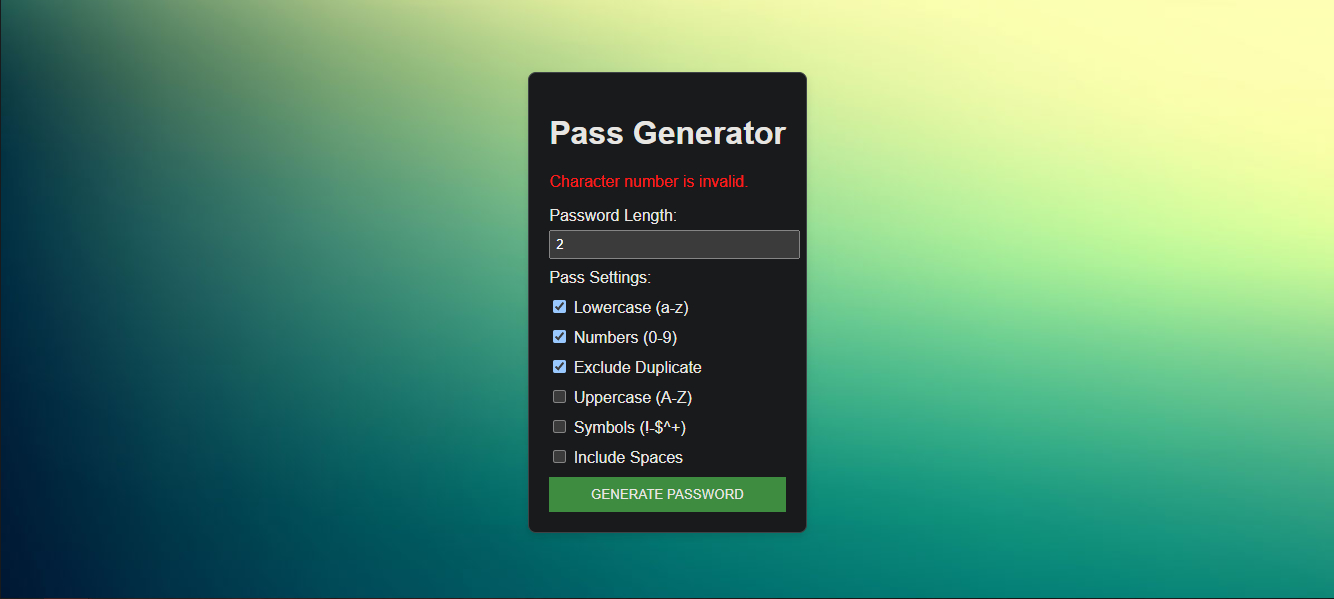 Pass Generator
Character number is invalid.
Password Length:
2
Pass Settings:
Lowercase (a-z)
Numbers (0-9)
Exclude Duplicate
Uppercase (A-Z)
Symbols (!-$^+)
Include Spaces
GENERATE PASSWORD